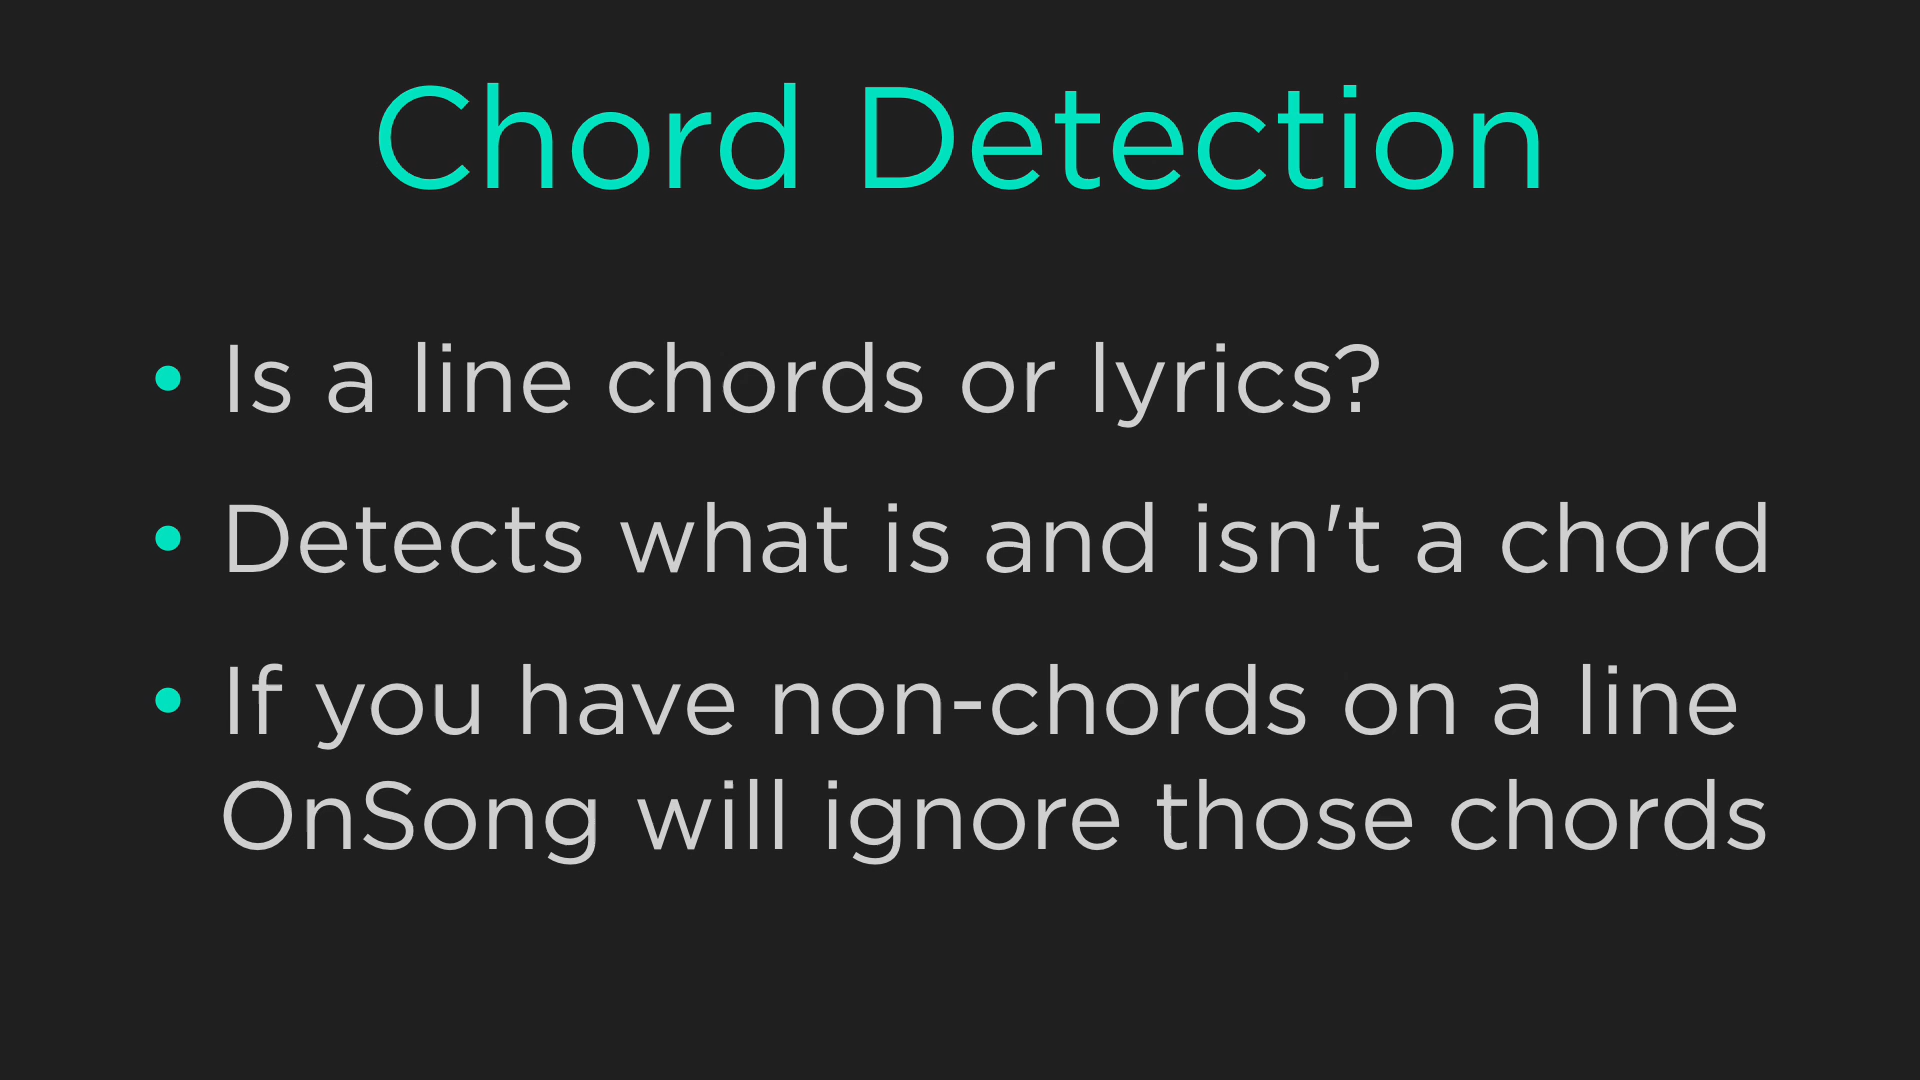 Chord Detection
• Is a line chords or lyrics?
• Detects what is and isn't a chord
• If you have non-chords on a line
OnSong will ignore those chords